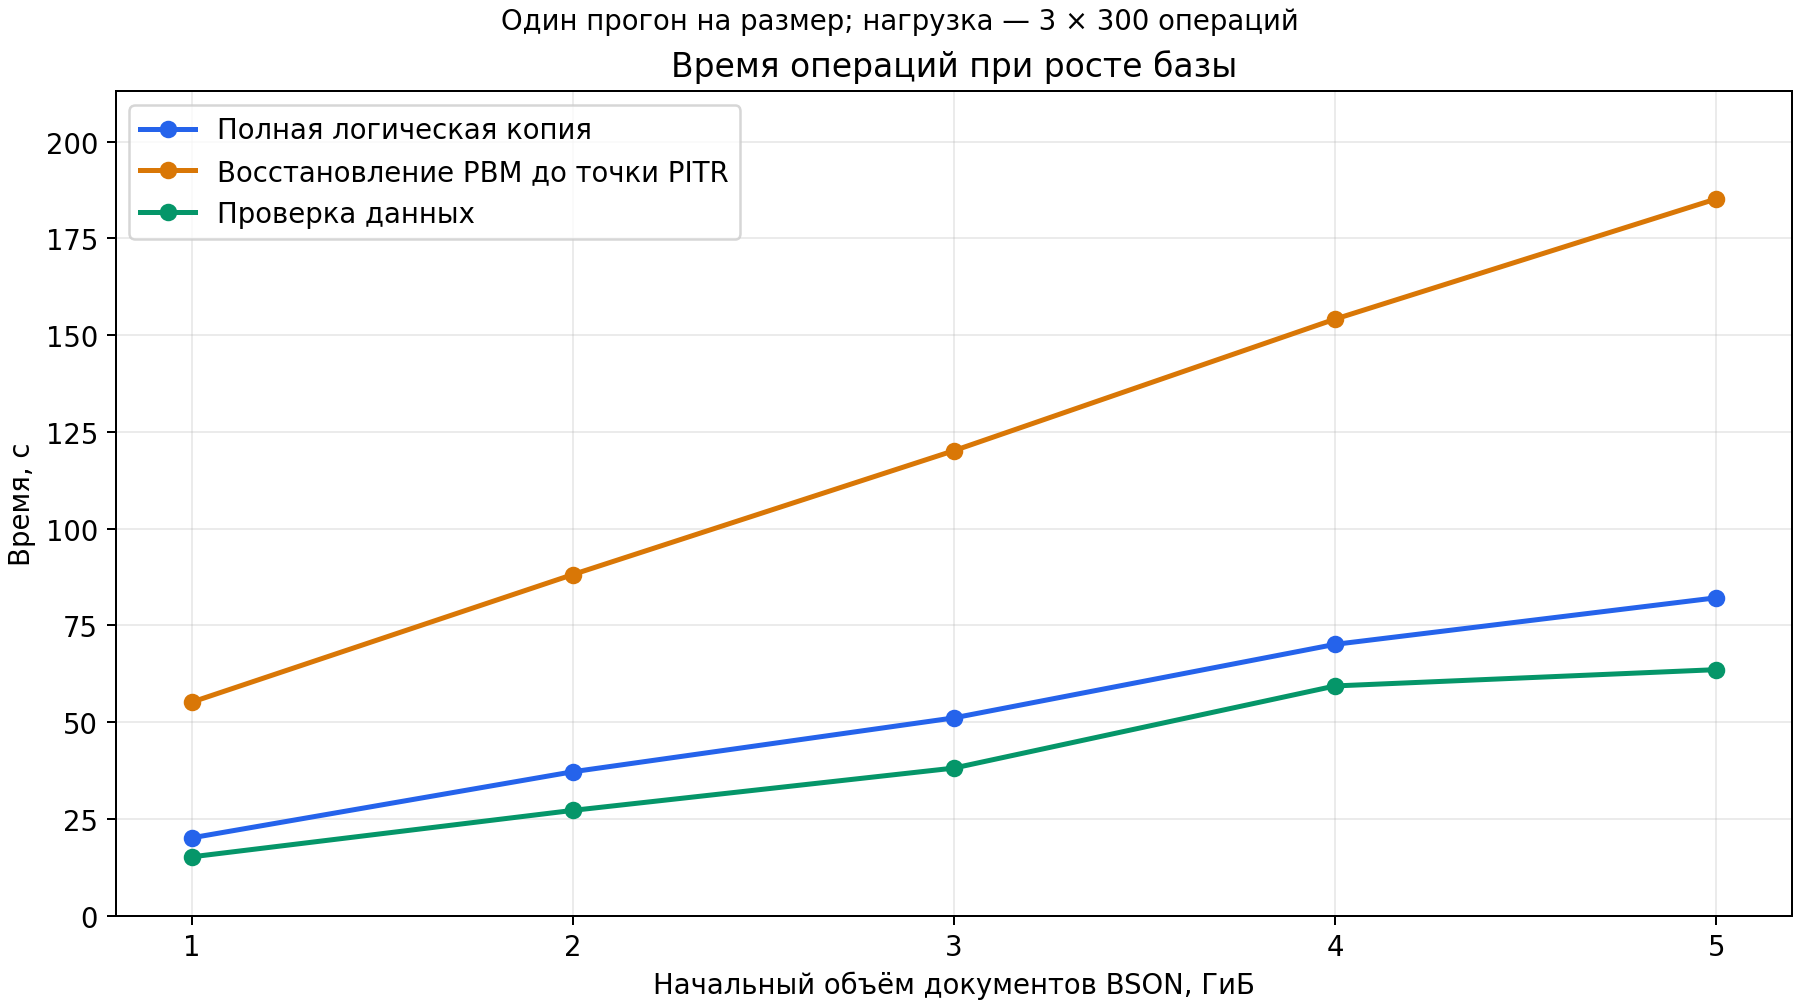 Один прогон на размер; нагрузка — 3 × 300 операций
Время операций при росте базы
Полная логическая копия
Восстановление PBM до точки PITR
Проверка данных
Время, с
200
175
150
125
100
75
50
25
0
1 2 3 4 5
Начальный объём документов BSON, ГиБ